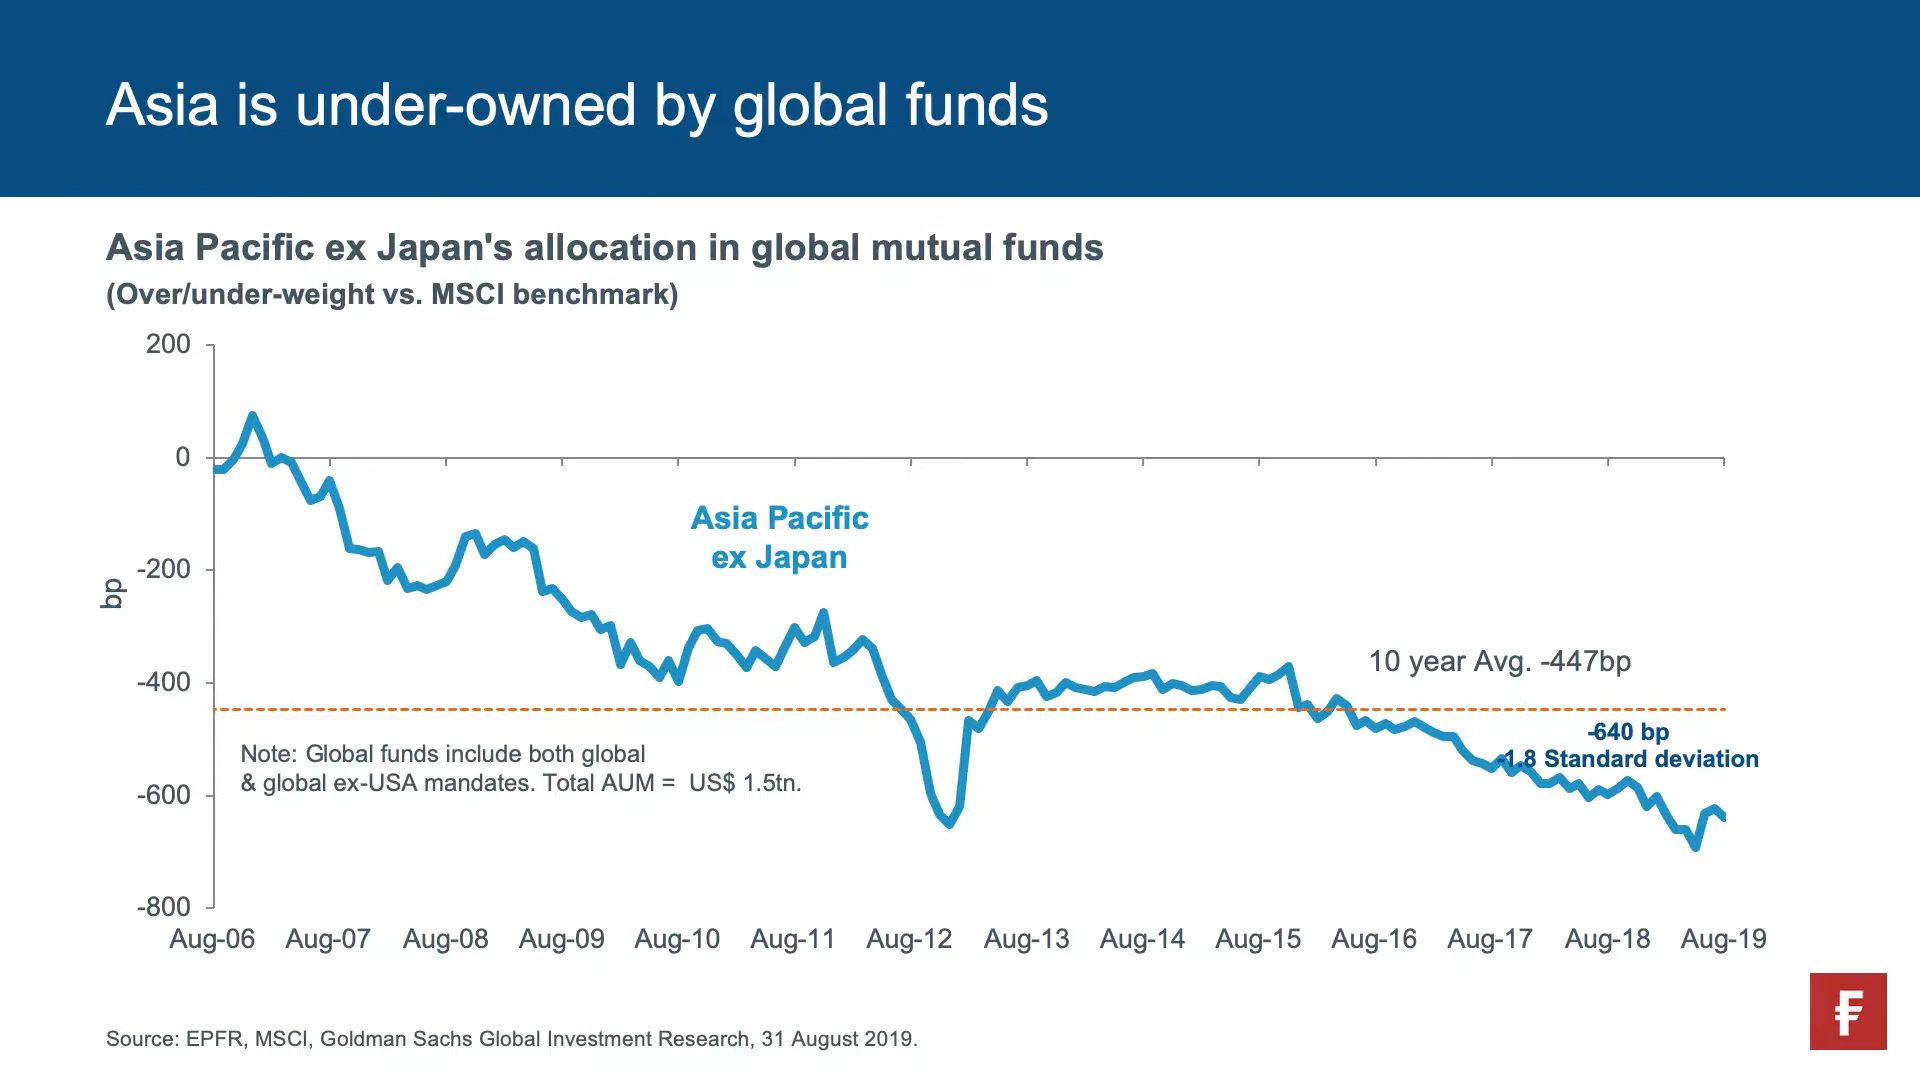 Asia is under-owned by global funds
Asia Pacific ex Japan's allocation in global mutual funds
(Over/under-weight vs. MSCI benchmark)
200
0
-200
-400
-600
-800
bp
Asia Pacific
ex Japan
10 year Avg. -447bp
-640 bp
-1.8 Standard deviation
Note: Global funds include both global
& global ex-USA mandates. Total AUM = US$ 1.5tn.
Aug-06 Aug-07 Aug-08 Aug-09 Aug-10 Aug-11 Aug-12 Aug-13 Aug-14 Aug-15 Aug-16 Aug-17 Aug-18 Aug-19
Source: EPFR, MSCI, Goldman Sachs Global Investment Research, 31 August 2019.